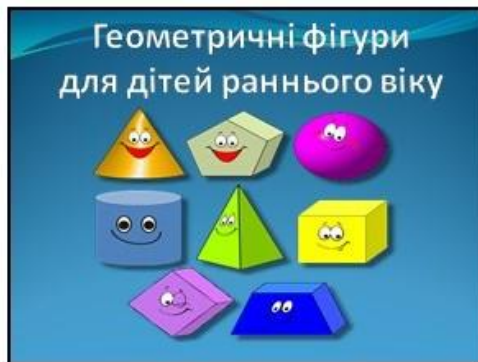 Геометричні фігури
для дітей раннього віку